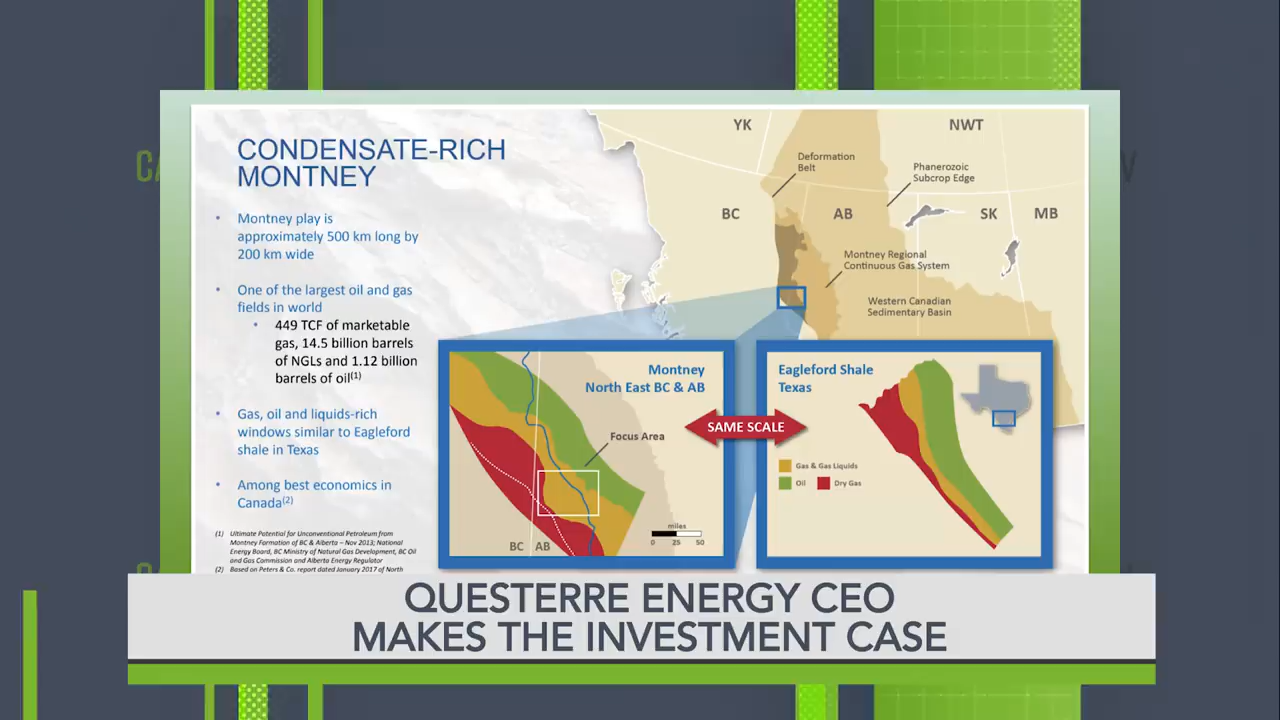 CONDENSATE-RICH
MONTNEY
• Montney play is
approximately 500 km long by
200 km wide
• One of the largest oil and gas
fields in world
• 449 TCF of marketable
gas, 14.5 billion barrels
of NGLs and 1.12 billion
barrels of oil(1)
• Gas, oil and liquids-rich
windows similar to Eagleford
shale in Texas
• Among best economics in
Canada(2)
(1) Ultimate Potential for Unconventional Petroleum from
Montney Formation of BC & Alberta – Nov 2013; National
Energy Board, BC Ministry of Natural Gas Development, BC Oil
and Gas Commission and Alberta Energy Regulator
(2) Based on Peters & Co. report dated January 2017 of North
YK
NWT
Deformation
Belt
Phanerozoic
Subcrop Edge
BC
AB
SK
MB
Montney Regional
Continuous Gas System
Western Canadian
Sedimentary Basin
Montney
North East BC & AB
Focus Area
miles
0 25 50
BC AB
SAME SCALE
Eagleford Shale
Texas
Gas & Gas Liquids
Oil
Dry Gas
QUESTERRE ENERGY CEO
MAKES THE INVESTMENT CASE